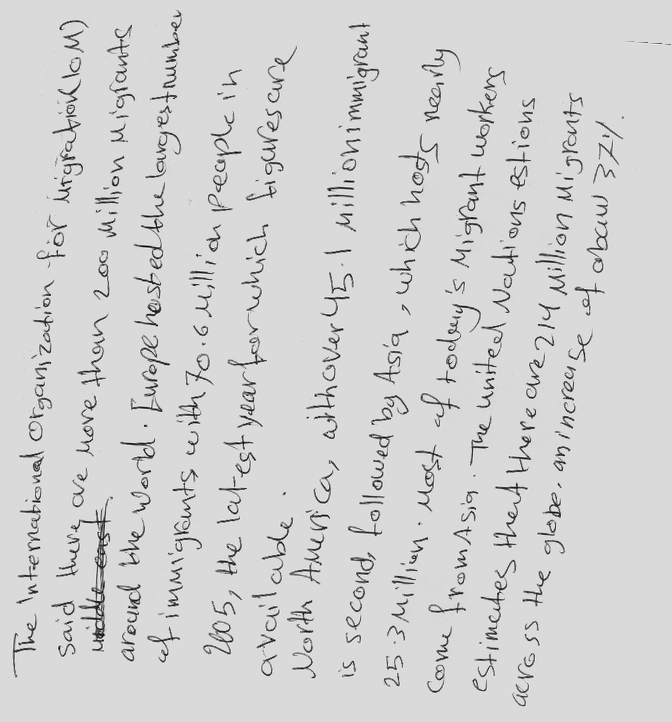 The International Organization for Migration(IOM)
said there are more than 200 million Migrants
around the world. Europe hosted the largest number
of immigrants with 70.6 million people in
2005, the latest year for which figures are
available.
North America, with over 45.1 million immigrant
is second, followed by Asia, which hosts nearly
25.3 million. Most of today's Migrant workers
come from Asia. The United Nations estions
estimates that there are 214 million Migrants
across the globe, an increase of about 37%.